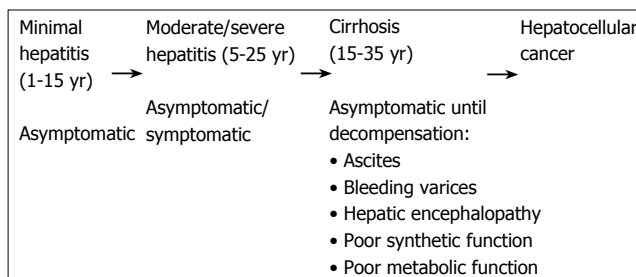 Minimal
hepatitis
(1-15 yr)
Asymptomatic
Moderate/severe
hepatitis (5-25 yr)
Asymptomatic/
symptomatic
Cirrhosis
(15-35 yr)
Asymptomatic until
decompensation:
• Ascites
• Bleeding varices
• Hepatic encephalopathy
• Poor synthetic function
• Poor metabolic function
Hepatocellular
cancer